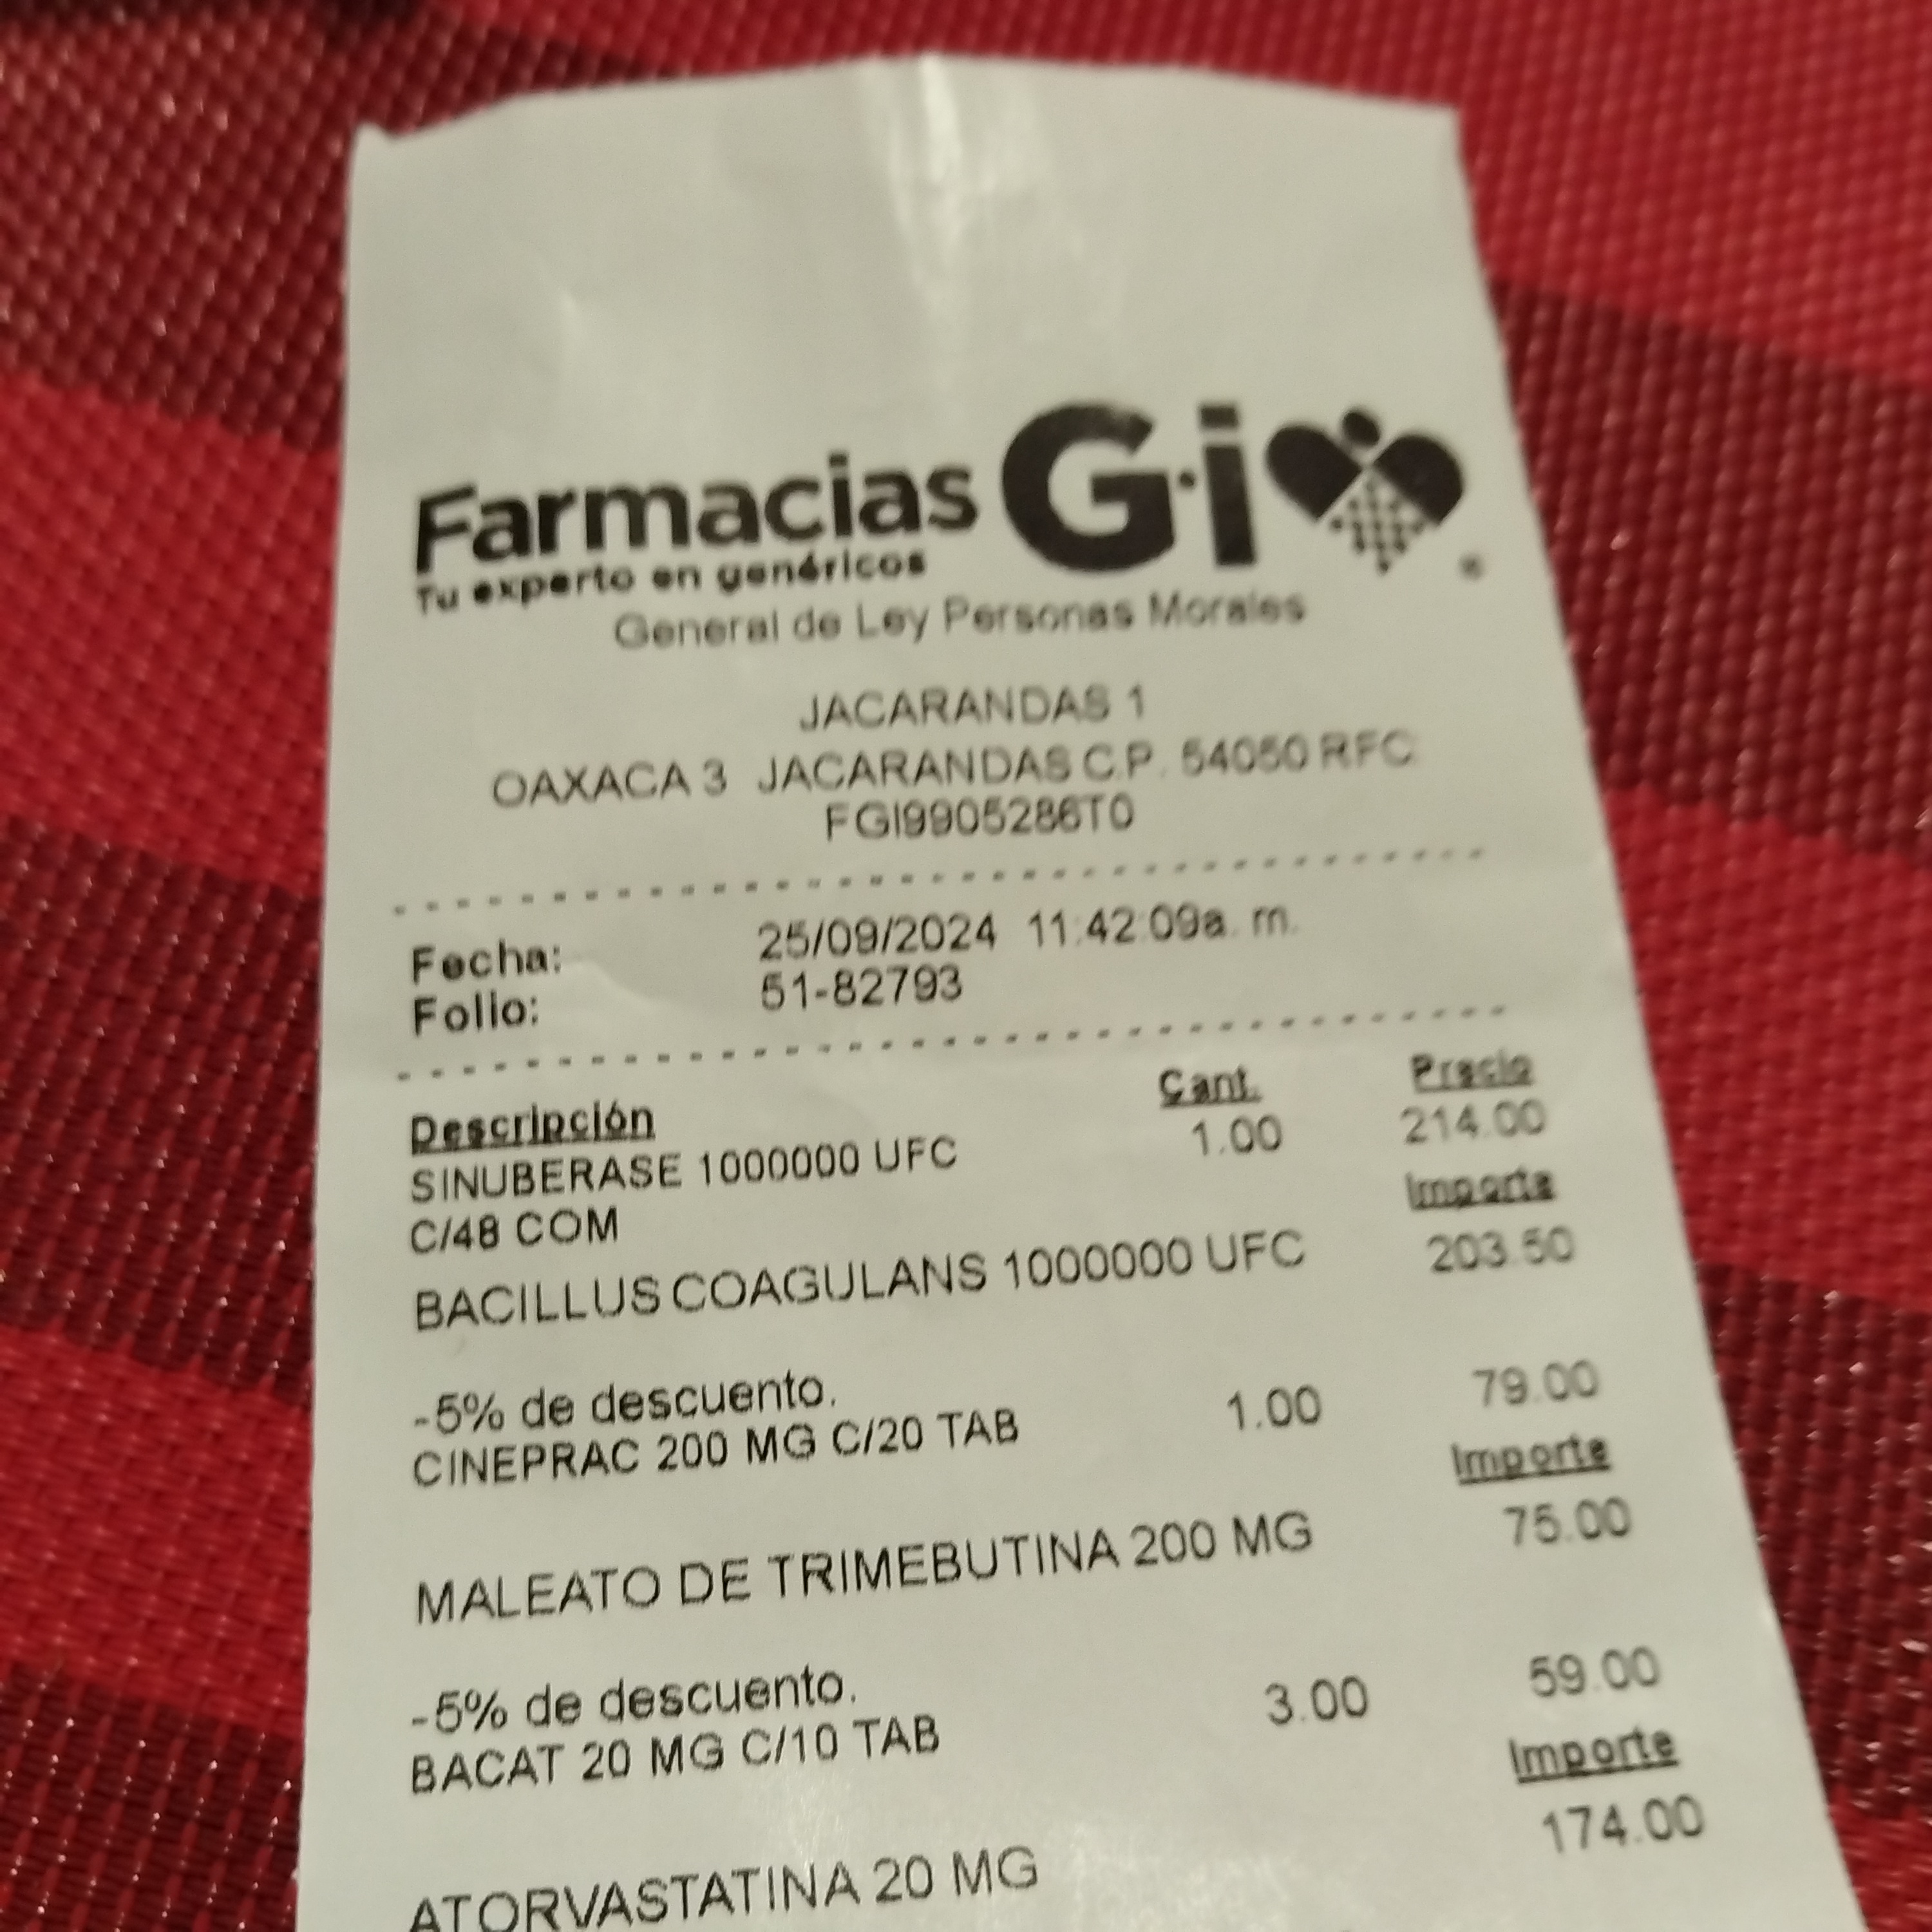 Farmacias G·i
Tu experto en genéricos
General de Ley Personas Morales
JACARANDAS 1
OAXACA 3 JACARANDAS C.P. 54050 RFC
FGI9905286T0
Fecha: 25/09/2024 11:42:09a. m.
Folio: 51-82793
Descripción Cant. Precio
SINUBERASE 1000000 UFC 1.00 214.00
C/48 COM Importe
BACILLUS COAGULANS 1000000 UFC 203.50
-5% de descuento.
CINEPRAC 200 MG C/20 TAB 1.00 79.00
Importe
MALEATO DE TRIMEBUTINA 200 MG 75.00
-5% de descuento.
BACAT 20 MG C/10 TAB 3.00 59.00
Importe
ATORVASTATINA 20 MG 174.00